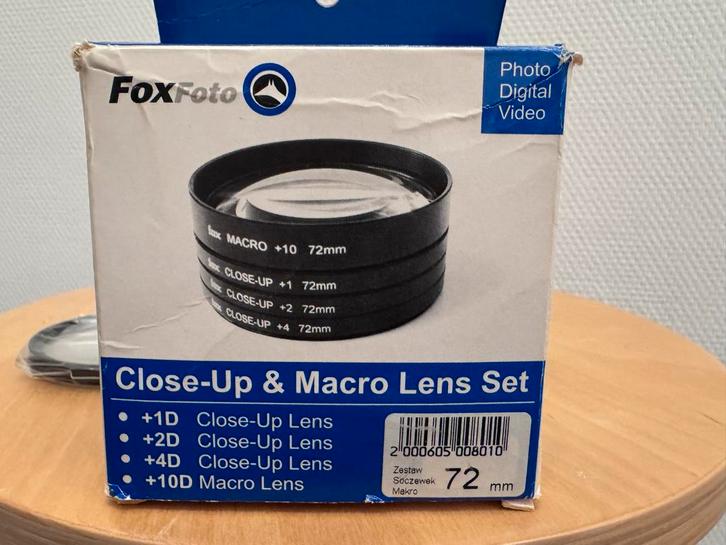 FoxFoto
Photo
Digital
Video
fox MACRO +10 72mm
fox CLOSE-UP +1 72mm
fox CLOSE-UP +2 72mm
fox CLOSE-UP +4 72mm
Close-Up & Macro Lens Set
• +1D Close-Up Lens
• +2D Close-Up Lens
• +4D Close-Up Lens
• +10D Macro Lens
2 000605 008010
Zestaw
Soczewek
Makro
72 mm